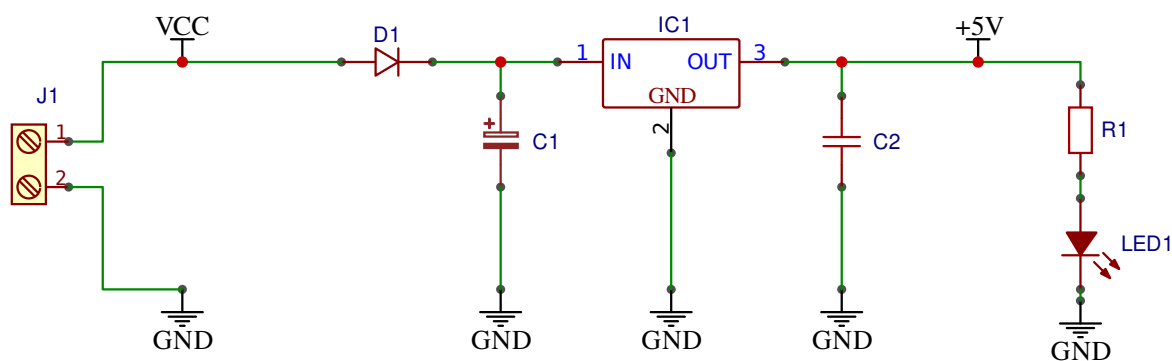 VCC
D1
IC1
+5V
1
IN
OUT
3
GND
J1
1
2
C1
2
C2
R1
2
LED1
GND
GND
GND
GND
GND